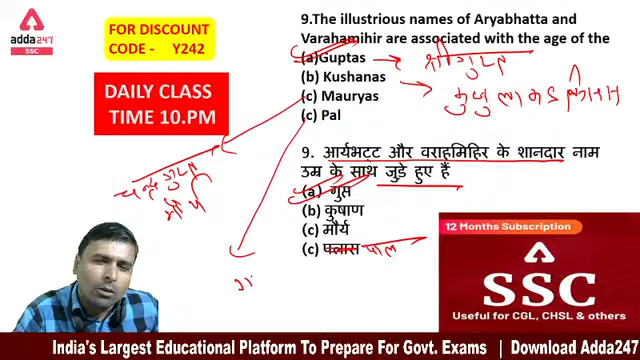 adda247
SSC
FOR DISCOUNT
CODE - Y242
DAILY CLASS
TIME 10.PM
9.The illustrious names of Aryabhatta and
Varahamihir are associated with the age of the
(a)Guptas
(b) Kushanas
(c) Mauryas
(c) Pal
श्री गुप्त
चन्द्रगुप्त
मौर्य
9. आर्यभट्ट और वराहमिहिर के शानदार नाम
उम्र के साथ जुड़े हुए हैं
(a) गुप्त
(b) कुषाण
(c) मौर्य
(c) पलास पाल
12 Months Subscription
SSC
Useful for CGL, CHSL & others
India's Largest Educational Platform To Prepare For Govt. Exams | Download Adda247